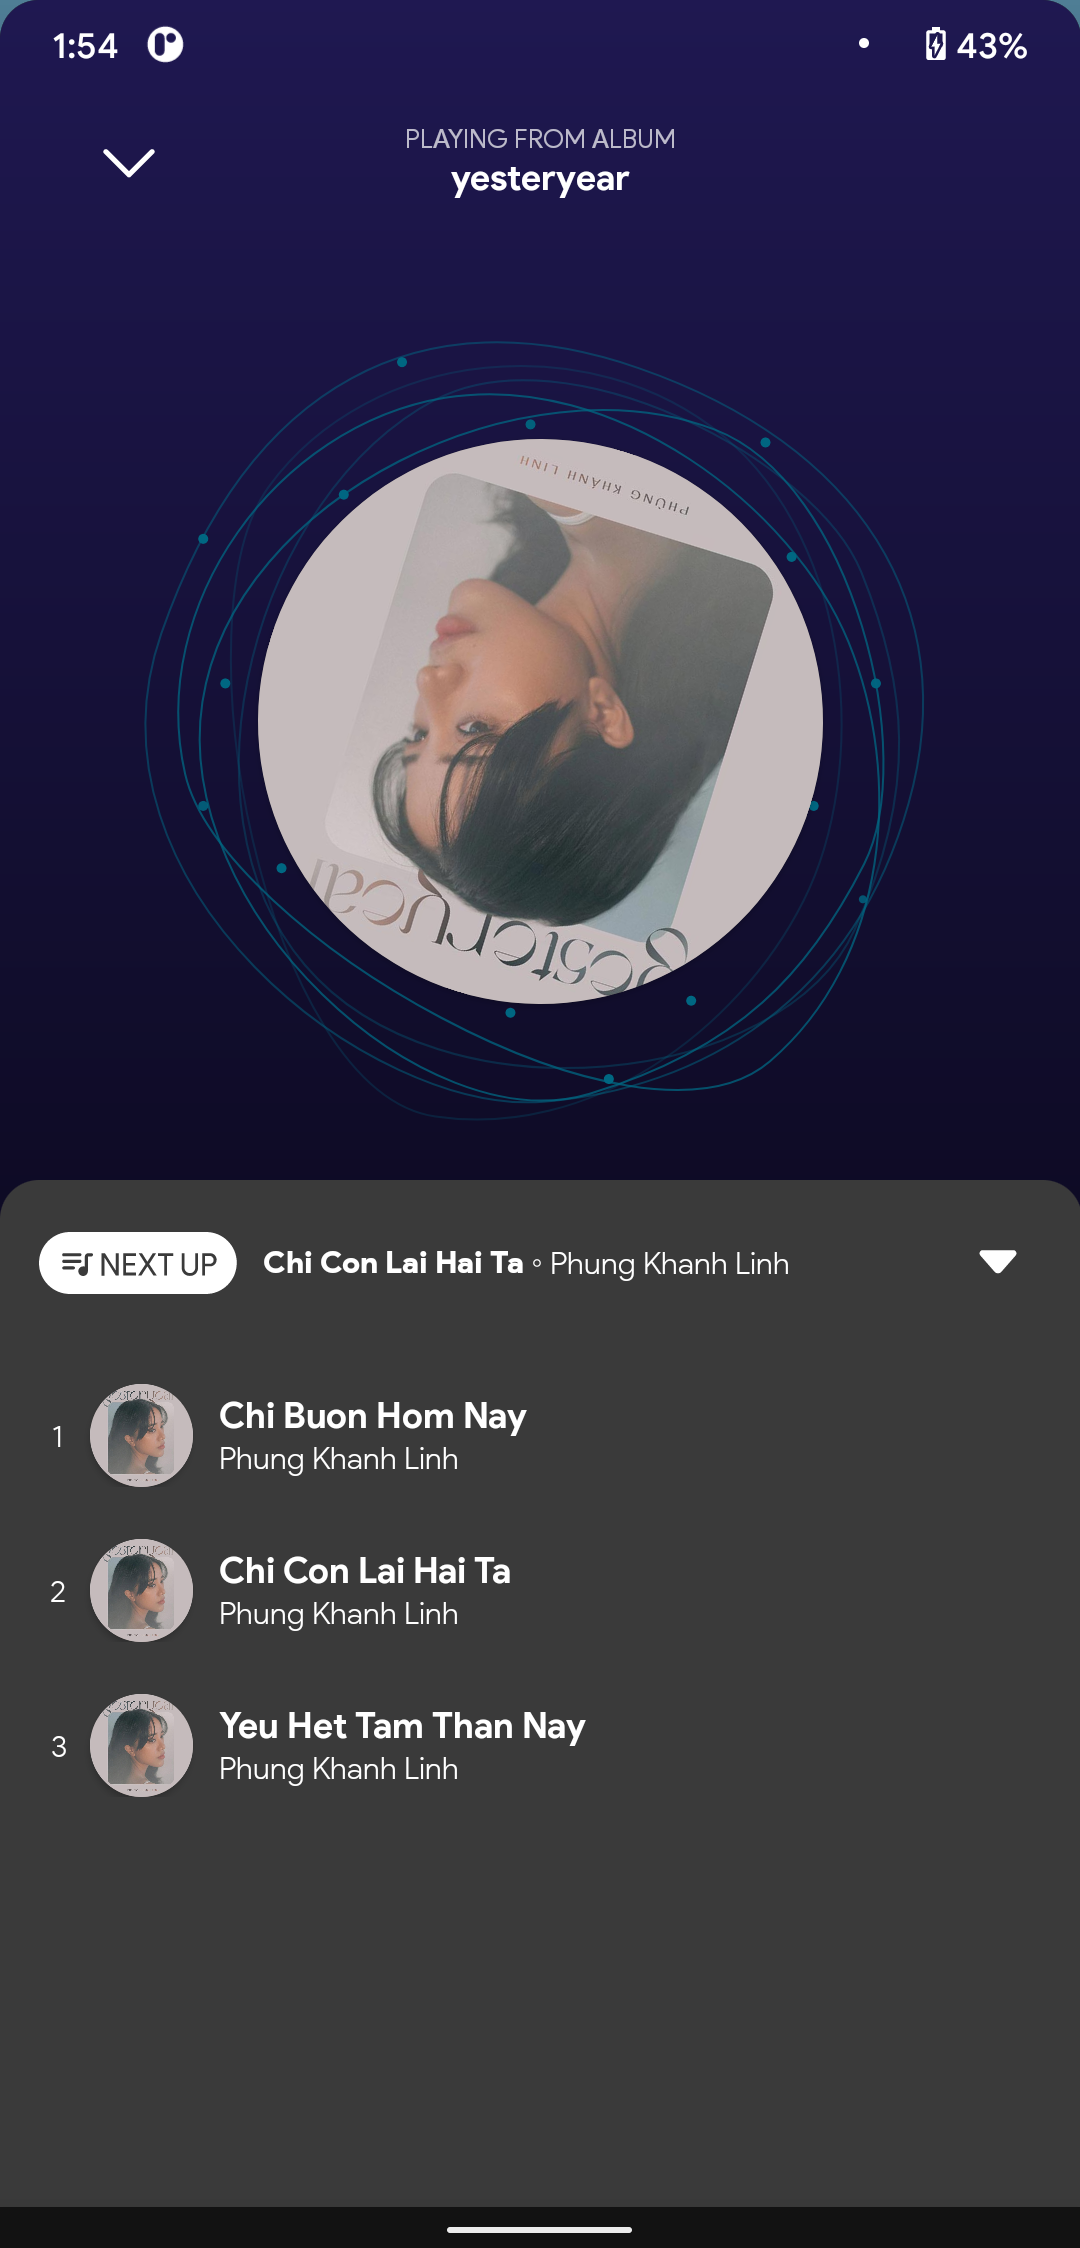 1:54
43%
PLAYING FROM ALBUM
yesteryear
PHÙNG KHÁNH LINH
yesteryear
NEXT UP Chi Con Lai Hai Ta ◦ Phung Khanh Linh
1 Chi Buon Hom Nay
Phung Khanh Linh
2 Chi Con Lai Hai Ta
Phung Khanh Linh
3 Yeu Het Tam Than Nay
Phung Khanh Linh